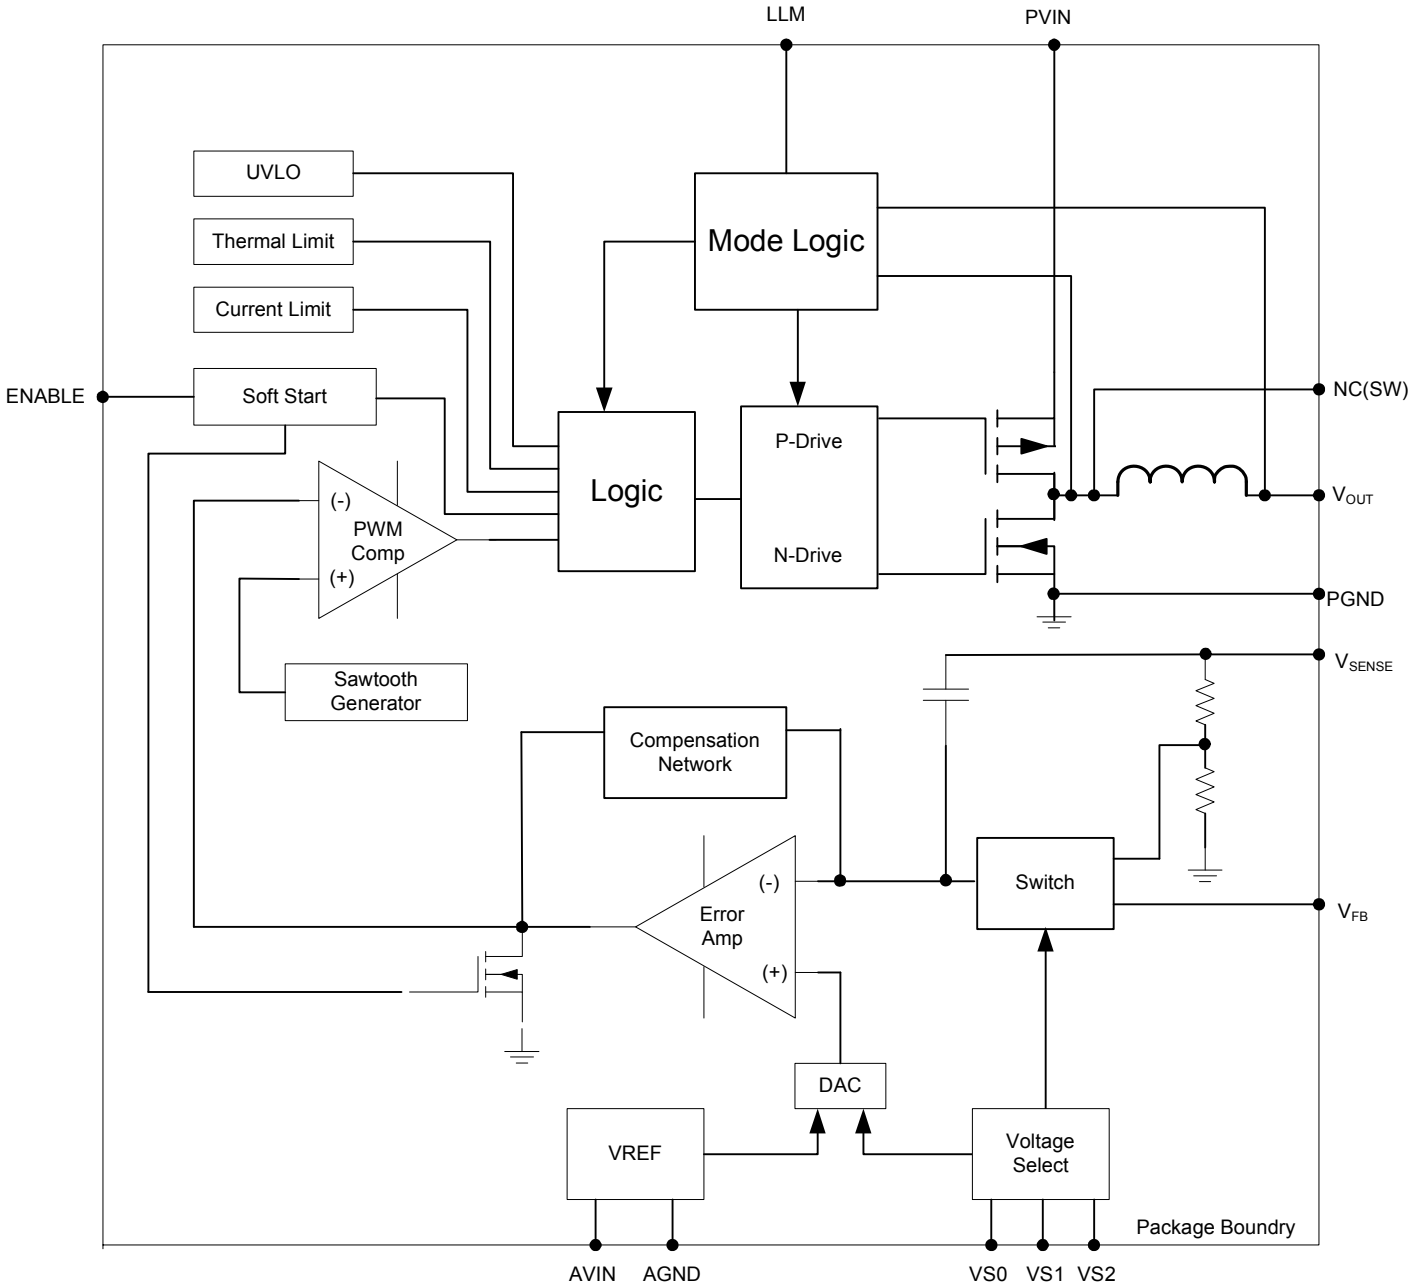 LLM
PVIN
UVLO
Thermal Limit
Mode Logic
Current Limit
ENABLE
Soft Start
NC(SW)
P-Drive
(-)
PWM
Comp
(+)
Logic
VOUT
N-Drive
PGND
VSENSE
Sawtooth
Generator
Compensation
Network
(-)
Error
Amp
(+)
Switch
VFB
DAC
VREF
Voltage
Select
Package Boundry
AVIN
AGND
VS0
VS1
VS2